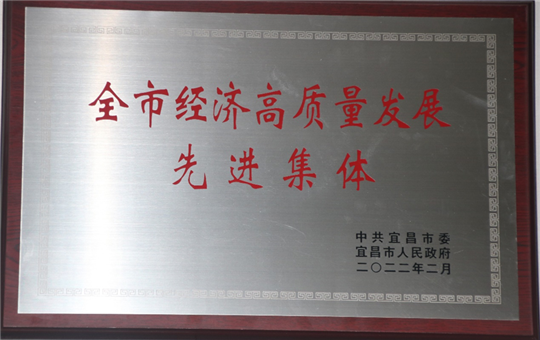 全市经济高质量发展
先进集体
中共宜昌市委
宜昌市人民政府
二〇二二年二月